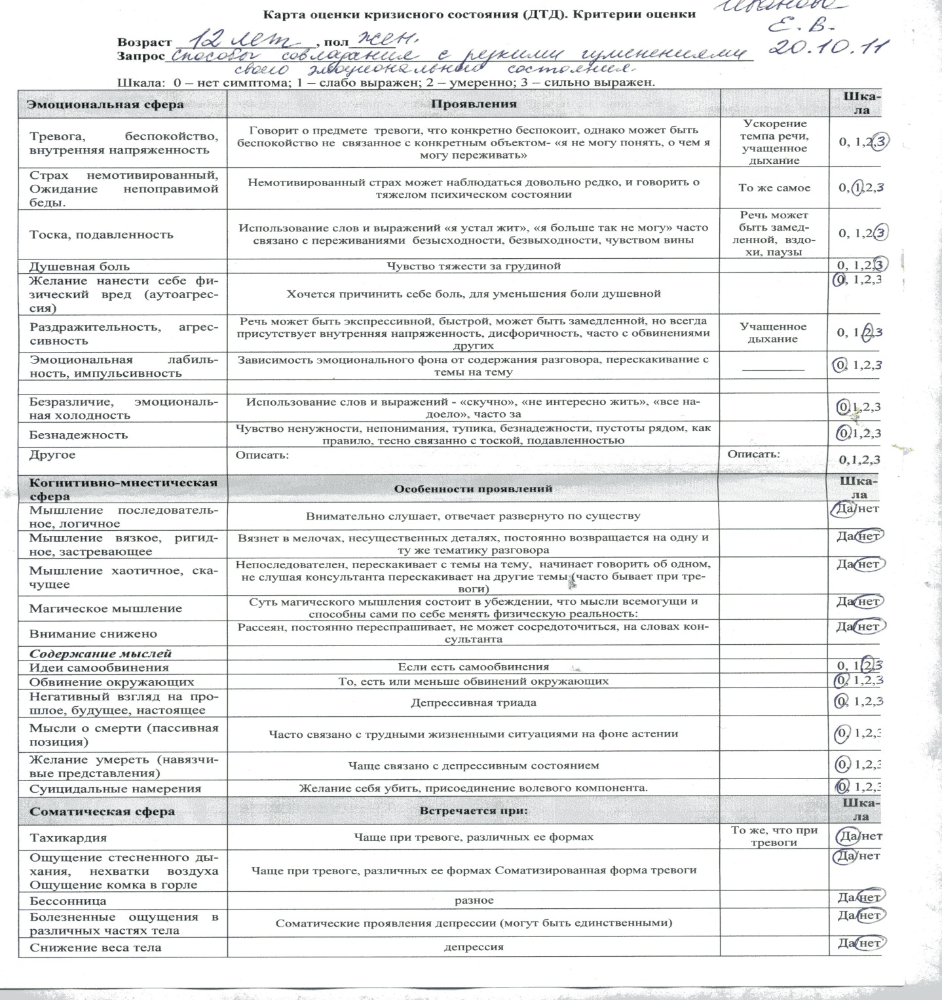 Карта оценки кризисного состояния (ДТД). Критерии оценки
Иванова
Е. В.
Возраст 12 лет, пол жен.
20.10.11
Запрос способы совладания с резкими изменениями
своего эмоциональный состояния.
Шкала: 0 – нет симптома; 1 – слабо выражен; 2 – умеренно; 3 – сильно выражен.
Эмоциональная сфера
Проявления
Шка-
ла
Тревога, беспокойство,
внутренняя напряженность
Говорит о предмете тревоги, что конкретно беспокоит, однако может быть
беспокойство не связанное с конкретным объектом- «я не могу понять, о чем я
могу переживать»
Ускорение
темпа речи,
учащенное
дыхание
0, 1,2,3
Страх немотивированный,
Ожидание непоправимой
беды.
Немотивированный страх может наблюдаться довольно редко, и говорить о
тяжелом психическом состоянии
То же самое
0, 1,2,3
Тоска, подавленность
Использование слов и выражений «я устал жит», «я больше так не могу» часто
связано с переживаниями безысходности, безвыходности, чувством вины
Речь может
быть замед-
ленной, вздо-
хи, паузы
0, 1,2,3
Душевная боль
Чувство тяжести за грудиной
0, 1,2,3
Желание нанести себе фи-
зический вред (аутоагрес-
сия)
Хочется причинить себе боль, для уменьшения боли душевной
0, 1,2,3
Раздражительность, агрес-
сивность
Речь может быть экспрессивной, быстрой, может быть замедленной, но всегда
присутствует внутренняя напряженность, дисфоричность, часто с обвинениями
других
Учащенное
дыхание
0, 1,2,3
Эмоциональная лабиль-
ность, импульсивность
Зависимость эмоционального фона от содержания разговора, перескакивание с
темы на тему
0, 1,2,3
Безразличие, эмоциональ-
ная холодность
Использование слов и выражений - «скучно», «не интересно жить», «все на-
доело», часто за
0,1,2,3
Безнадежность
Чувство ненужности, непонимания, тупика, безнадежности, пустоты рядом, как
правило, тесно связанно с тоской, подавленностью
0,1,2,3
Другое
Описать:
Описать:
0,1,2,3
Когнитивно-мнестическая
сфера
Особенности проявлений
Шка-
ла
Мышление последователь-
ное, логичное
Внимательно слушает, отвечает развернуто по существу
Да/нет
Мышление вязкое, ригид-
ное, застревающее
Вязнет в мелочах, несущественных деталях, постоянно возвращается на одну и
ту же тематику разговора
Да/нет
Мышление хаотичное, ска-
чущее
Непоследователен, перескакивает с темы на тему, начинает говорить об одном,
не слушая консультанта перескакивает на другие темы (часто бывает при тре-
воги)
Да/нет
Магическое мышление
Суть магического мышления состоит в убеждении, что мысли всемогущи и
способны сами по себе менять физическую реальность:
Да/нет
Внимание снижено
Рассеян, постоянно переспрашивает, не может сосредоточиться, на словах кон-
сультанта
Да/нет
Содержание мыслей
Идеи самообвинения
Если есть самообвинения
0, 1,2,3
Обвинение окружающих
То, есть или меньше обвинений окружающих
0, 1,2,3
Негативный взгляд на про-
шлое, будущее, настоящее
Депрессивная триада
0, 1,2,3
Мысли о смерти (пассивная
позиция)
Часто связано с трудными жизненными ситуациями на фоне астении
0, 1,2,3
Желание умереть (навязчи-
вые представления)
Чаще связано с депрессивным состоянием
0, 1,2,3
Суицидальные намерения
Желание себя убить, присоединение волевого компонента.
0, 1,2,3
Соматическая сфера
Встречается при:
Шка-
ла
Тахикардия
Чаще при тревоге, различных ее формах
То же, что при
тревоги
Да/нет
Ощущение стесненного ды-
хания, нехватки воздуха
Ощущение комка в горле
Чаще при тревоге, различных ее формах Соматизированная форма тревоги
Да/нет
Бессонница
разное
Да/нет
Болезненные ощущения в
различных частях тела
Соматические проявления депрессии (могут быть единственными)
Да/нет
Снижение веса тела
депрессия
Да/нет